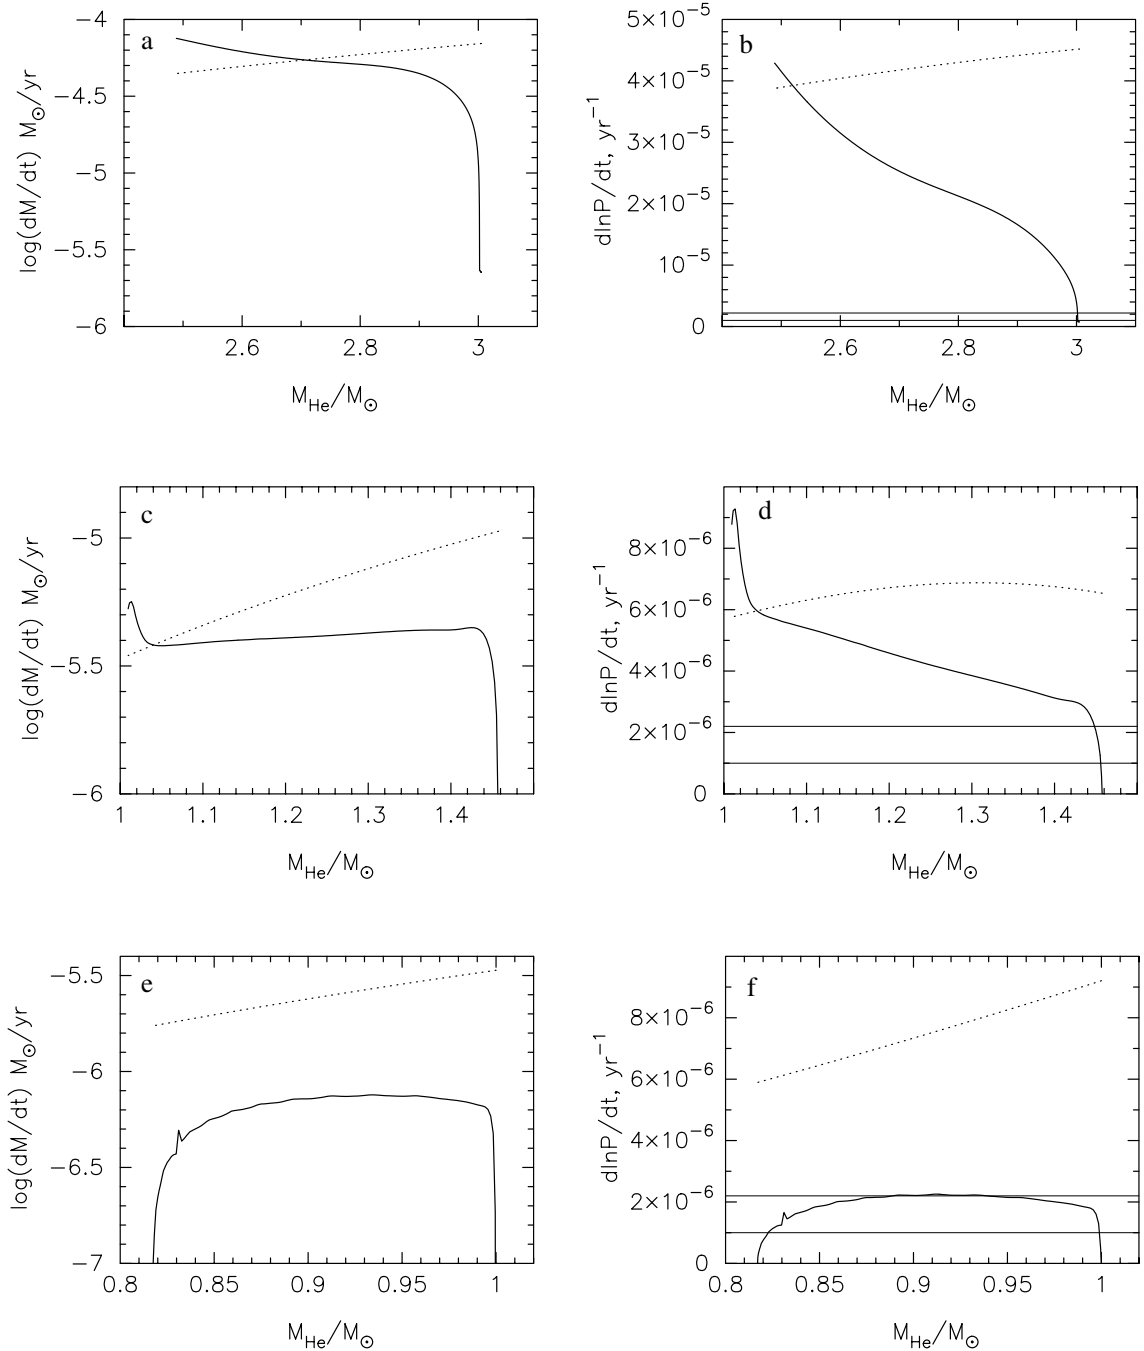 a
−4
−4.5
−5
−5.5
−6
log(dM/dt) M⊙/yr
2.6 2.8 3
M_He/M⊙
b
5×10⁻⁵
4×10⁻⁵
3×10⁻⁵
2×10⁻⁵
10⁻⁵
0
dlnP/dt, yr⁻¹
2.6 2.8 3
M_He/M⊙
c
−5
−5.5
−6
log(dM/dt) M⊙/yr
1 1.1 1.2 1.3 1.4
M_He/M⊙
d
8×10⁻⁶
6×10⁻⁶
4×10⁻⁶
2×10⁻⁶
0
dlnP/dt, yr⁻¹
1 1.1 1.2 1.3 1.4
M_He/M⊙
e
−5.5
−6
−6.5
−7
log(dM/dt) M⊙/yr
0.8 0.85 0.9 0.95 1
M_He/M⊙
f
8×10⁻⁶
6×10⁻⁶
4×10⁻⁶
2×10⁻⁶
0
dlnP/dt, yr⁻¹
0.8 0.85 0.9 0.95 1
M_He/M⊙